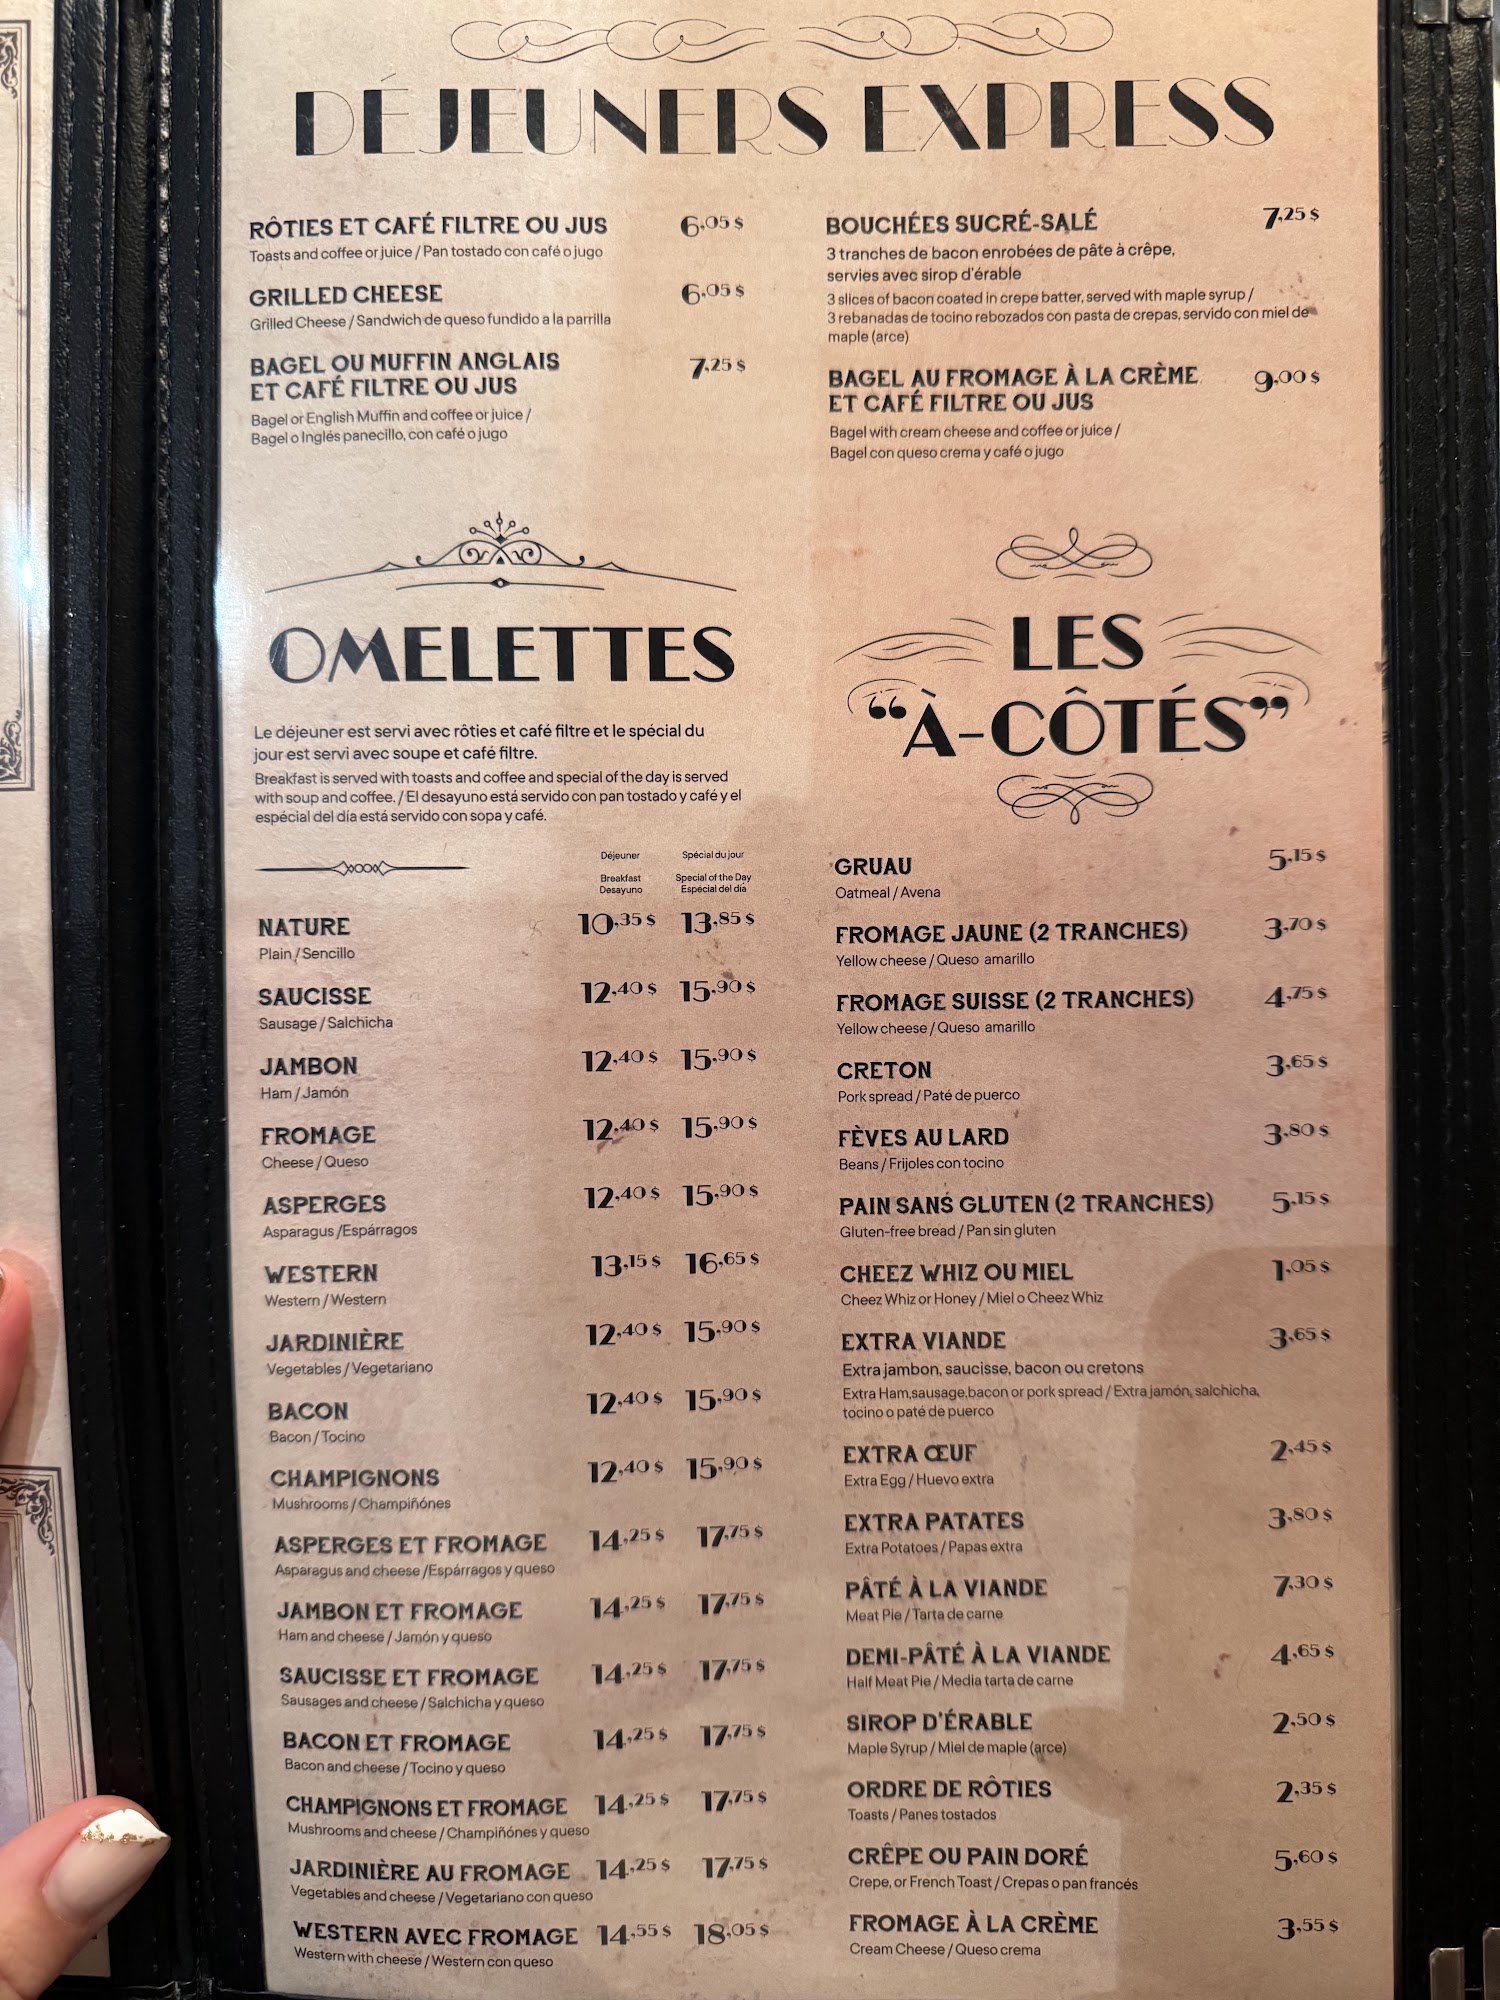 DÉJEUNERS EXPRESS
RÔTIES ET CAFÉ FILTRE OU JUS 6,05 $
Toasts and coffee or juice / Pan tostado con café o jugo
GRILLED CHEESE 6,05 $
Grilled Cheese / Sandwich de queso fundido a la parrilla
BAGEL OU MUFFIN ANGLAIS 7,25 $
ET CAFÉ FILTRE OU JUS
Bagel or English Muffin and coffee or juice /
Bagel o Inglés panecillo, con café o jugo
BOUCHÉES SUCRÉ-SALÉ 7,25 $
3 tranches de bacon enrobées de pâte à crêpe,
servies avec sirop d'érable
3 slices of bacon coated in crepe batter, served with maple syrup /
3 rebanadas de tocino rebozados con pasta de crepas, servido con miel de
maple (arce)
BAGEL AU FROMAGE À LA CRÈME 9,00 $
ET CAFÉ FILTRE OU JUS
Bagel with cream cheese and coffee or juice /
Bagel con queso crema y café o jugo
OMELETTES
Le déjeuner est servi avec rôties et café filtre et le spécial du
jour est servi avec soupe et café filtre.
Breakfast is served with toasts and coffee and special of the day is served
with soup and coffee. / El desayuno está servido con pan tostado y café y el
espécial del día está servido con sopa y café.
Déjeuner Spécial du jour
Breakfast Special of the Day
Desayuno Espécial del día
NATURE 10,35 $ 13,85 $
Plain / Sencillo
SAUCISSE 12,40 $ 15,90 $
Sausage / Salchicha
JAMBON 12,40 $ 15,90 $
Ham / Jamón
FROMAGE 12,40 $ 15,90 $
Cheese / Queso
ASPERGES 12,40 $ 15,90 $
Asparagus /Espárragos
WESTERN 13,15 $ 16,65 $
Western / Western
JARDINIÈRE 12,40 $ 15,90 $
Vegetables / Vegetariano
BACON 12,40 $ 15,90 $
Bacon / Tocino
CHAMPIGNONS 12,40 $ 15,90 $
Mushrooms / Champiñónes
ASPERGES ET FROMAGE 14,25 $ 17,75 $
Asparagus and cheese /Espárragos y queso
JAMBON ET FROMAGE 14,25 $ 17,75 $
Ham and cheese / Jamón y queso
SAUCISSE ET FROMAGE 14,25 $ 17,75 $
Sausages and cheese / Salchicha y queso
BACON ET FROMAGE 14,25 $ 17,75 $
Bacon and cheese / Tocino y queso
CHAMPIGNONS ET FROMAGE 14,25 $ 17,75 $
Mushrooms and cheese / Champiñónes y queso
JARDINIÈRE AU FROMAGE 14,25 $ 17,75 $
Vegetables and cheese / Vegetariano con queso
WESTERN AVEC FROMAGE 14,55 $ 18,05 $
Western with cheese / Western con queso
LES
“À-CÔTÉS”
GRUAU 5,15 $
Oatmeal / Avena
FROMAGE JAUNE (2 TRANCHES) 3,70 $
Yellow cheese / Queso amarillo
FROMAGE SUISSE (2 TRANCHES) 4,75 $
Yellow cheese / Queso amarillo
CRETON 3,65 $
Pork spread / Paté de puerco
FÈVES AU LARD 3,80 $
Beans / Frijoles con tocino
PAIN SANS GLUTEN (2 TRANCHES) 5,15 $
Gluten-free bread / Pan sin gluten
CHEEZ WHIZ OU MIEL 1,05 $
Cheez Whiz or Honey / Miel o Cheez Whiz
EXTRA VIANDE 3,65 $
Extra jambon, saucisse, bacon ou cretons
Extra Ham,sausage,bacon or pork spread / Extra jamón, salchicha,
tocino o paté de puerco
EXTRA ŒUF 2,45 $
Extra Egg / Huevo extra
EXTRA PATATES 3,80 $
Extra Potatoes / Papas extra
PÂTÉ À LA VIANDE 7,30 $
Meat Pie / Tarta de carne
DEMI-PÂTÉ À LA VIANDE 4,65 $
Half Meat Pie / Media tarta de carne
SIROP D'ÉRABLE 2,50 $
Maple Syrup / Miel de maple (arce)
ORDRE DE RÔTIES 2,35 $
Toasts / Panes tostados
CRÊPE OU PAIN DORÉ 5,60 $
Crepe, or French Toast / Crepas o pan francés
FROMAGE À LA CRÈME 3,55 $
Cream Cheese / Queso crema